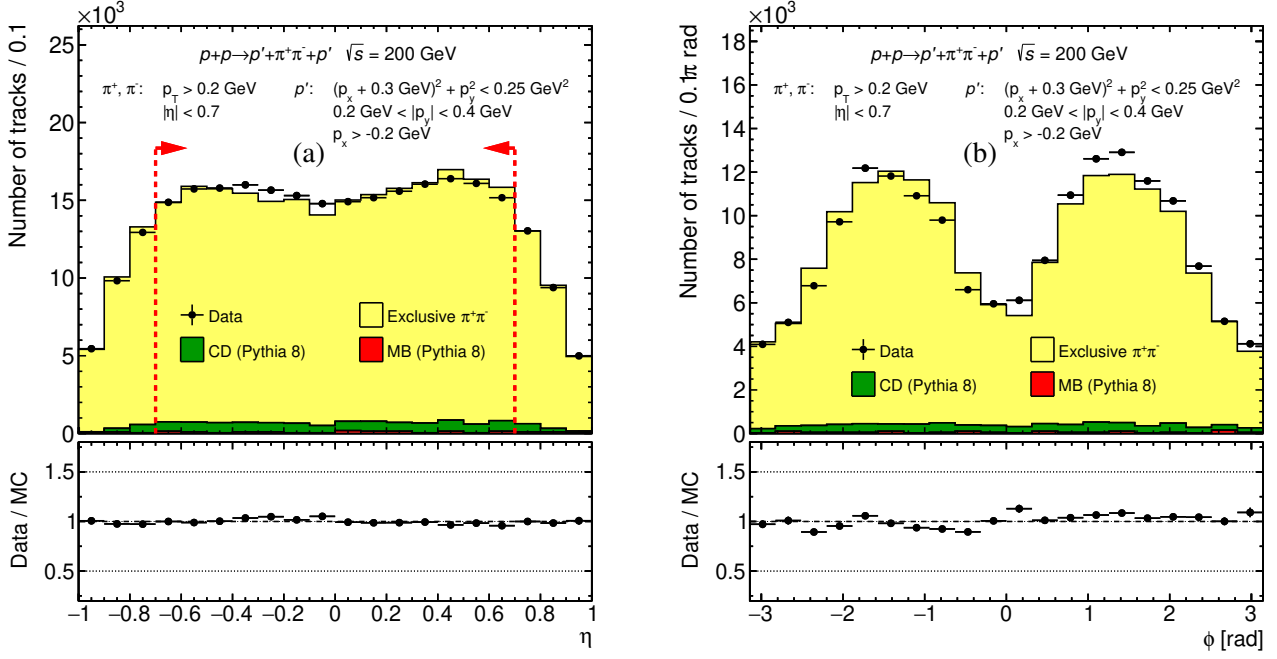 ×10³
Number of tracks / 0.1
25
20
15
10
5
0
p+p→p′+π⁺π⁻+p′ √s = 200 GeV
π⁺, π⁻: p_T > 0.2 GeV p′: (p_x + 0.3 GeV)² + p_y² < 0.25 GeV²
|η| < 0.7 0.2 GeV < |p_y| < 0.4 GeV
p_x > -0.2 GeV
(a)
Data Exclusive π⁺π⁻
CD (Pythia 8) MB (Pythia 8)
Data / MC
1.5
1
0.5
−1 −0.8 −0.6 −0.4 −0.2 0 0.2 0.4 0.6 0.8 1
η
×10³
Number of tracks / 0.1π rad
18
16
14
12
10
8
6
4
2
0
p+p→p′+π⁺π⁻+p′ √s = 200 GeV
π⁺, π⁻: p_T > 0.2 GeV p′: (p_x + 0.3 GeV)² + p_y² < 0.25 GeV²
|η| < 0.7 0.2 GeV < |p_y| < 0.4 GeV
p_x > -0.2 GeV
(b)
Data Exclusive π⁺π⁻
CD (Pythia 8) MB (Pythia 8)
Data / MC
1.5
1
0.5
−3 −2 −1 0 1 2 3
ϕ [rad]